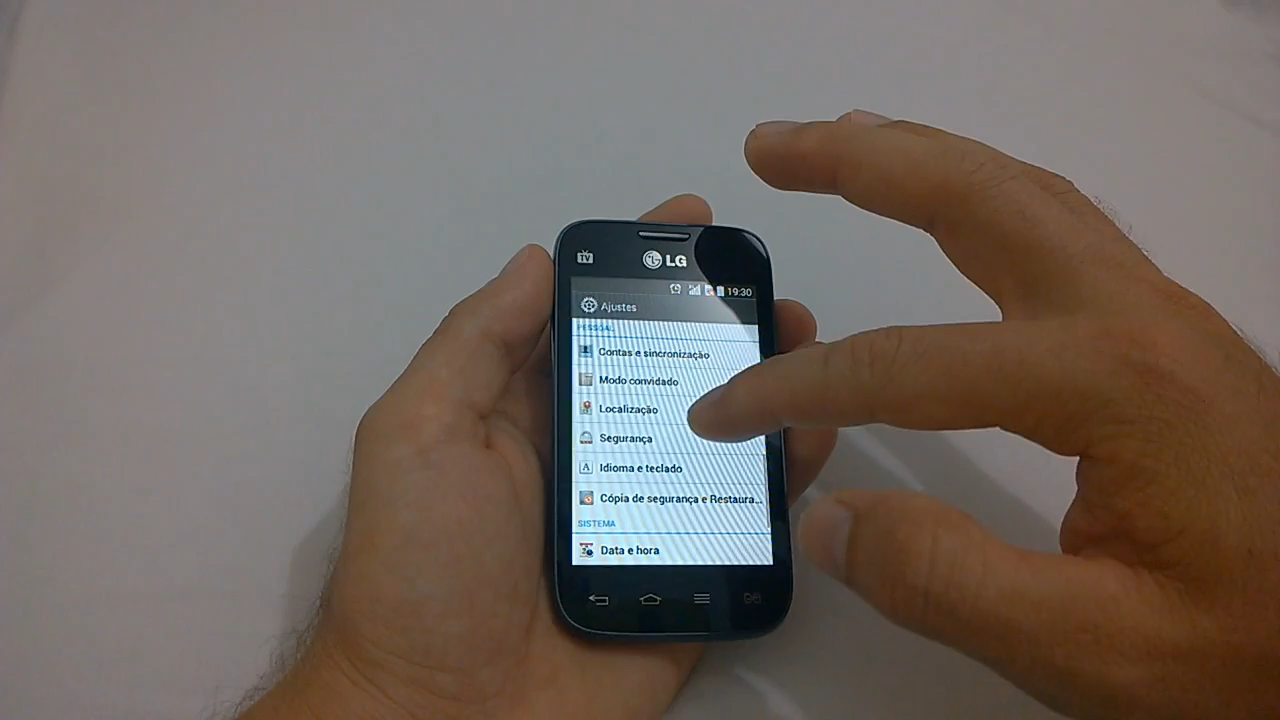 TV
LG
19:30
Ajustes
PESSOAL
Contas e sincronização
Modo convidado
Localização
Segurança
A
Idioma e teclado
Cópia de segurança e Restaura...
SISTEMA
Data e hora